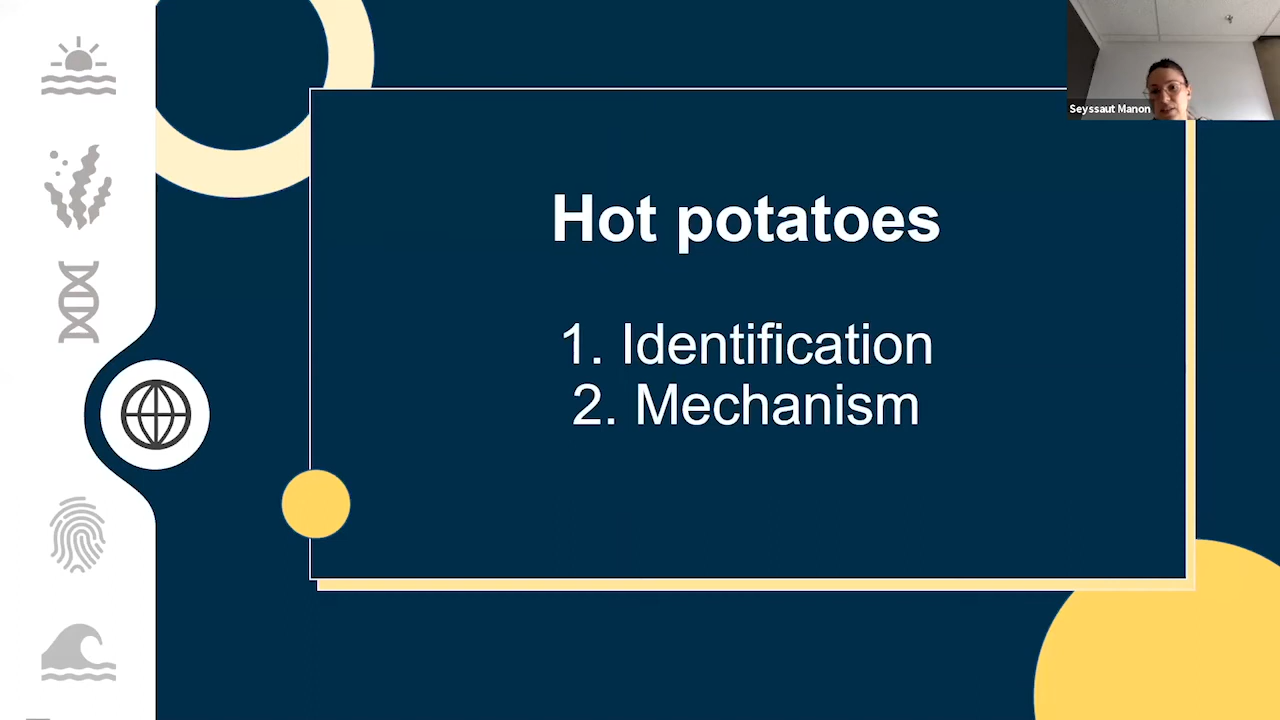 Seyssaut Manon
Hot potatoes
1. Identification
2. Mechanism